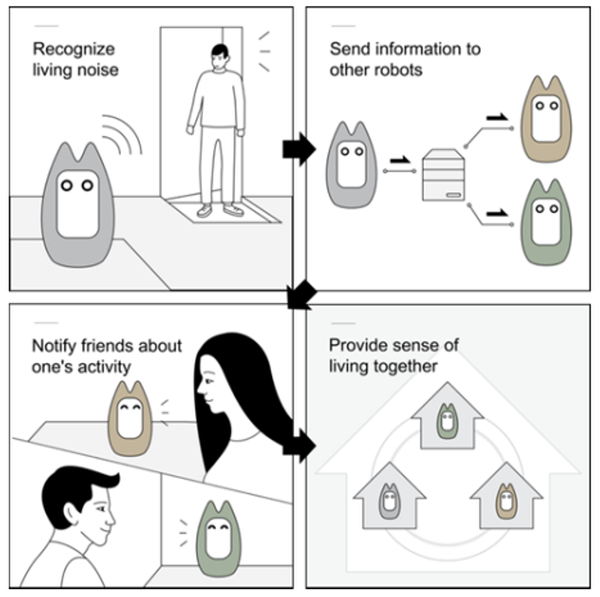 Recognize
living noise
Send information to
other robots
Notify friends about
one's activity
Provide sense of
living together